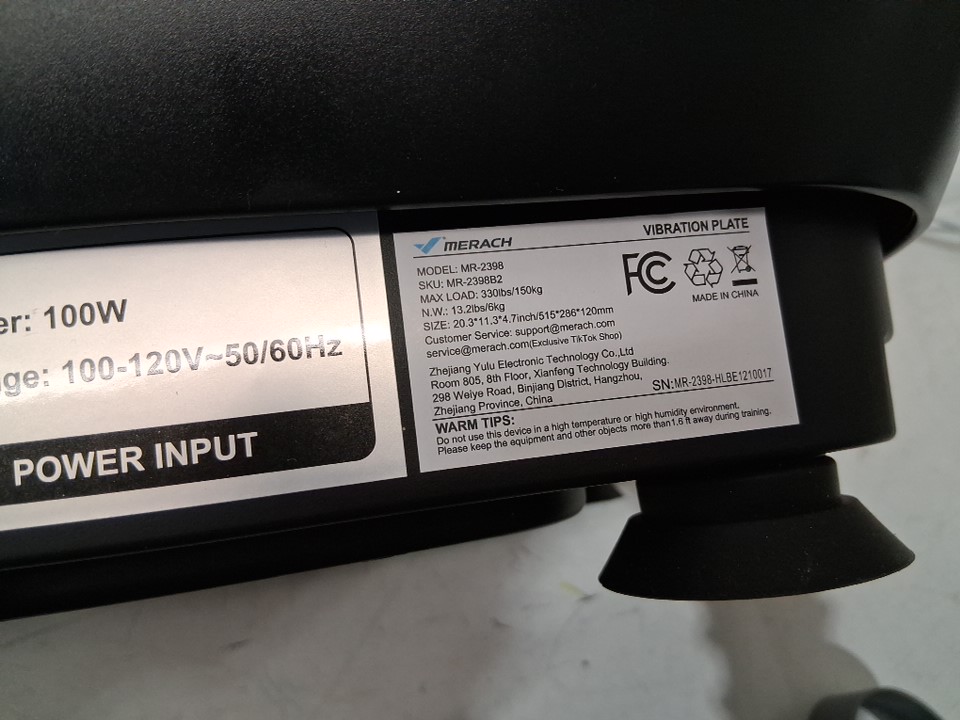 er: 100W
ge: 100-120V~50/60Hz
POWER INPUT
MERACH
VIBRATION PLATE
MODEL: MR-2398
SKU: MR-2398B2
MAX LOAD: 330lbs/150kg
N.W.: 13.2lbs/6kg
SIZE: 20.3*11.3*4.7inch/515*286*120mm
Customer Service: support@merach.com
service@merach.com(Exclusive TikTok Shop)
FC
MADE IN CHINA
Zhejiang Yulu Electronic Technology Co.,Ltd
Room 805, 8th Floor, Xianfeng Technology Building.
298 Weiye Road, Binjiang District, Hangzhou,
Zhejiang Province, China
SN:MR-2398-HLBE1210017
WARM TIPS:
Do not use this device in a high temperature or high humidity environment.
Please keep the equipment and other objects more than1.6 ft away during training.